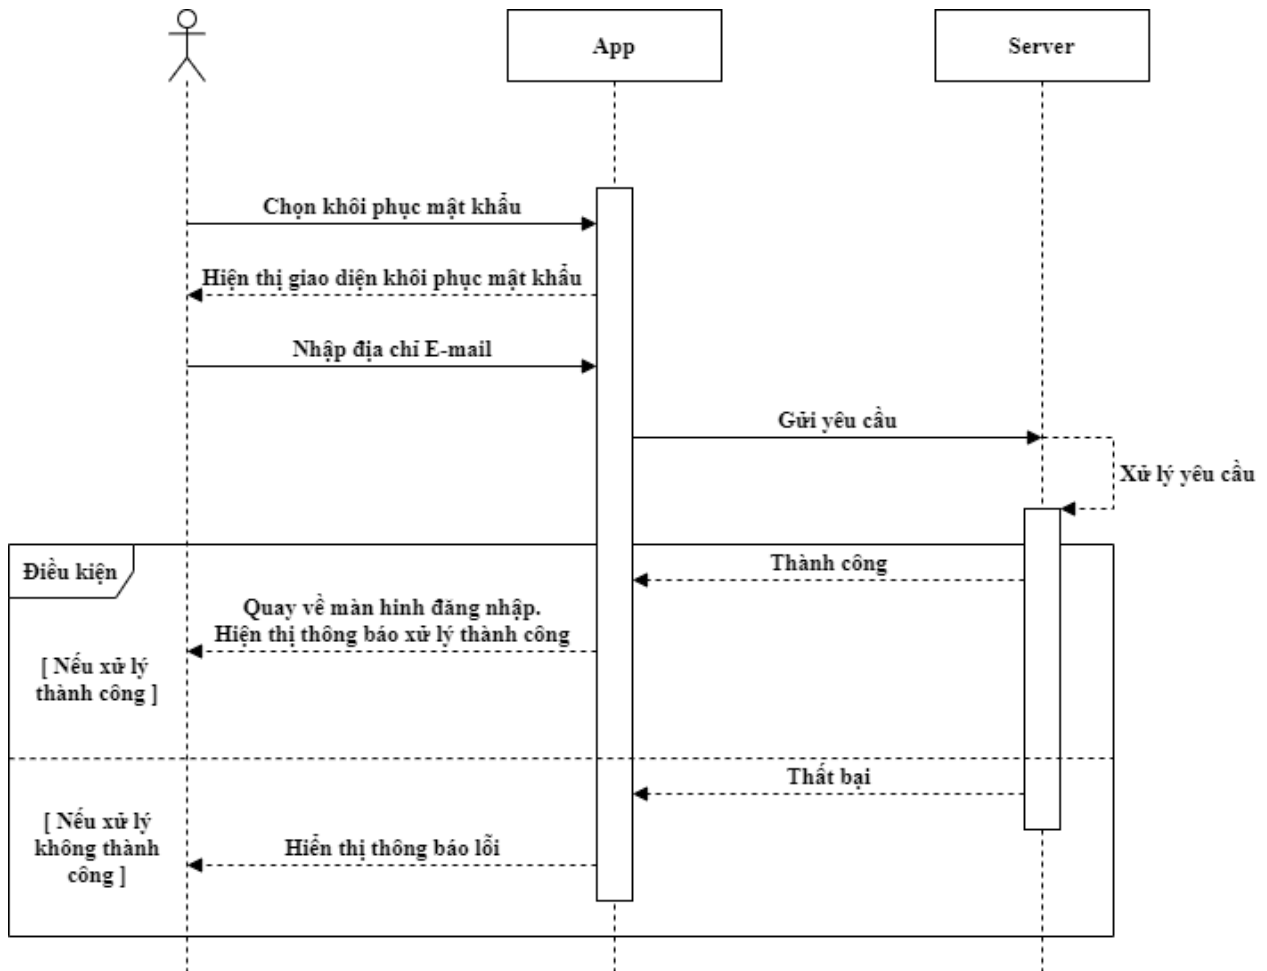 App
Server
Chọn khôi phục mật khẩu
Hiện thị giao diện khôi phục mật khẩu
Nhập địa chỉ E-mail
Gửi yêu cầu
Xử lý yêu cầu
Điều kiện
Thành công
Quay về màn hình đăng nhập.
Hiện thị thông báo xử lý thành công
[ Nếu xử lý
thành công ]
Thất bại
[ Nếu xử lý
không thành
công ]
Hiển thị thông báo lỗi